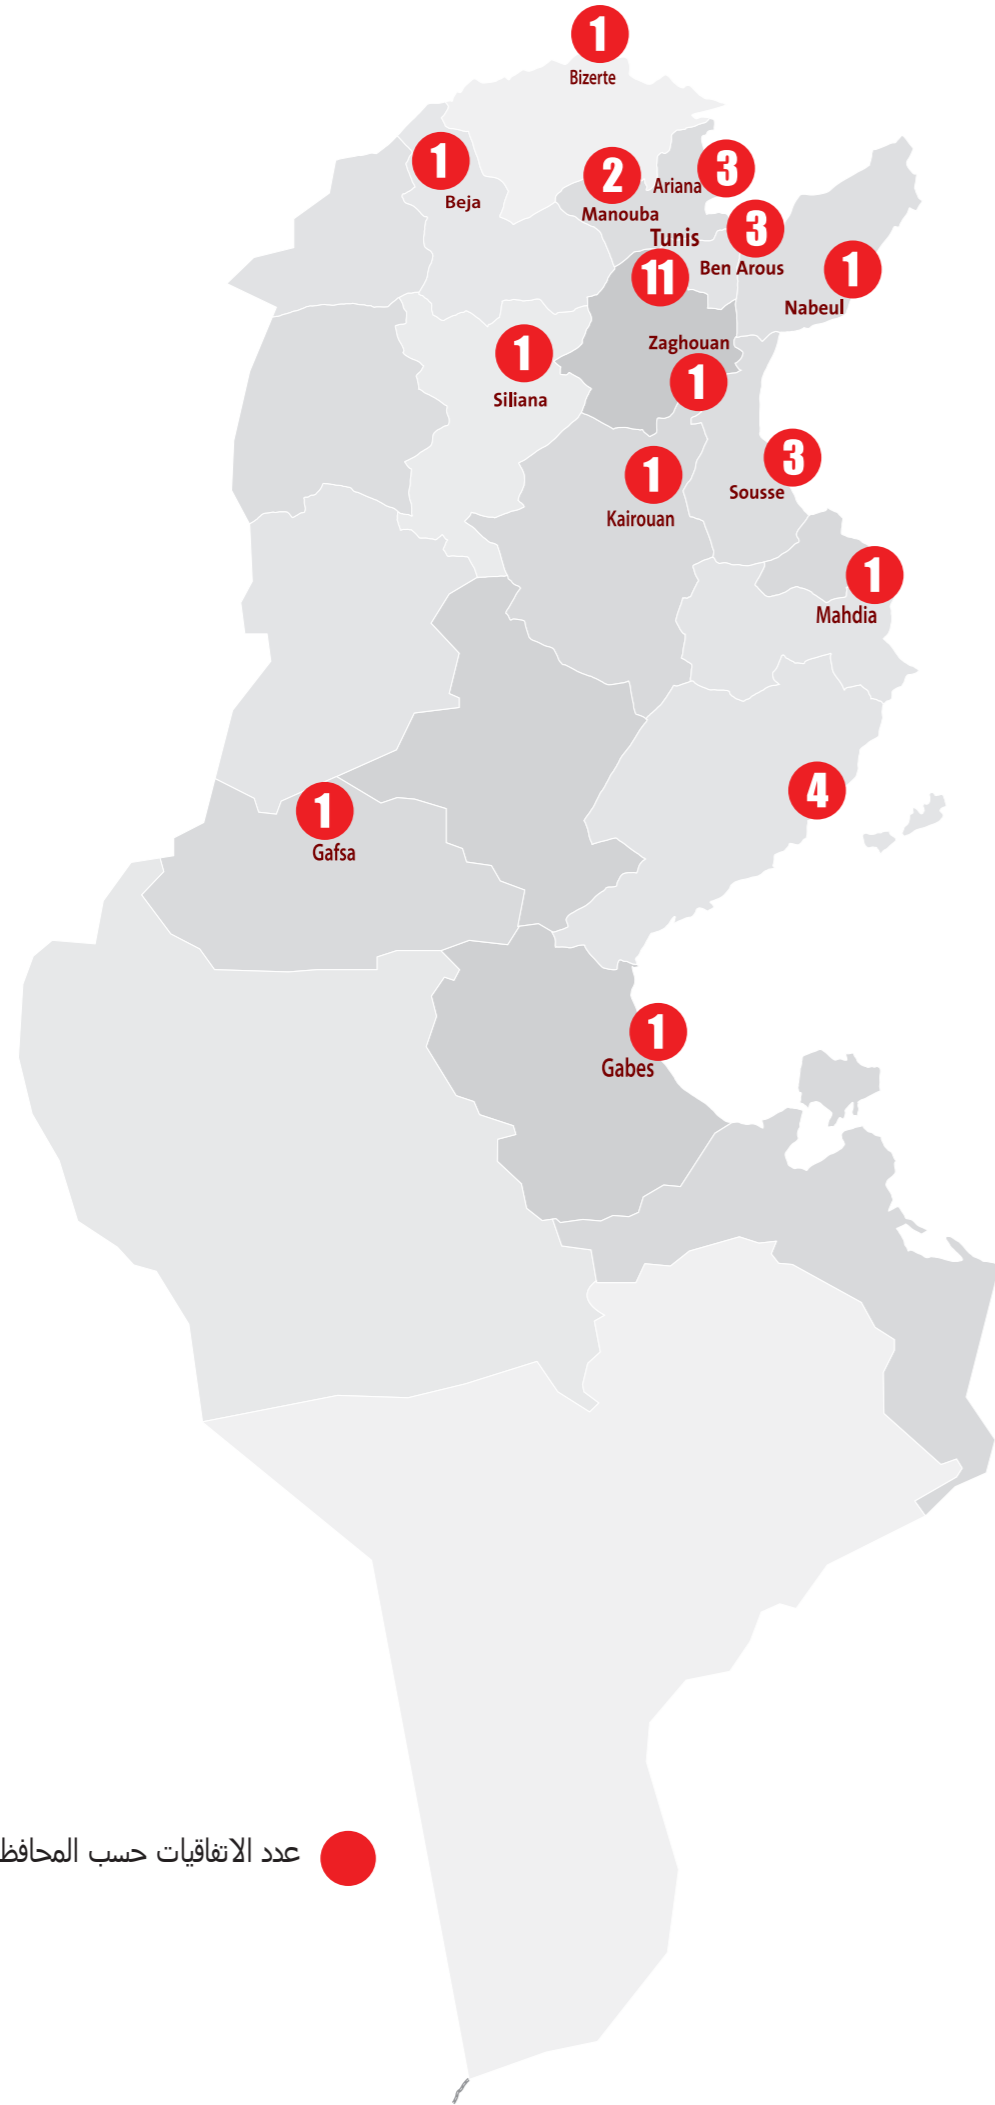 1
Bizerte
1
Beja
2
Manouba
Ariana
3
Tunis
11
3
Ben Arous
1
Nabeul
Zaghouan
1
1
Siliana
3
Sousse
1
Kairouan
1
Mahdia
4
1
Gafsa
1
Gabes
عدد الاتفاقيات حسب